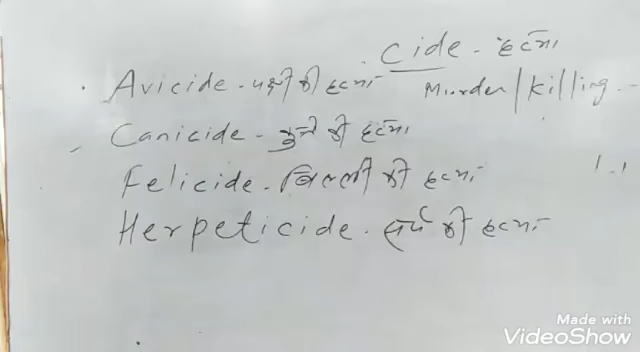 Cide - हत्या
Murder/killing
Avicide - पक्षी की हत्या
Canicide - कुत्ते की हत्या
Felicide - बिल्ली की हत्या
Herpeticide - सर्प की हत्या
Made with
VideoShow